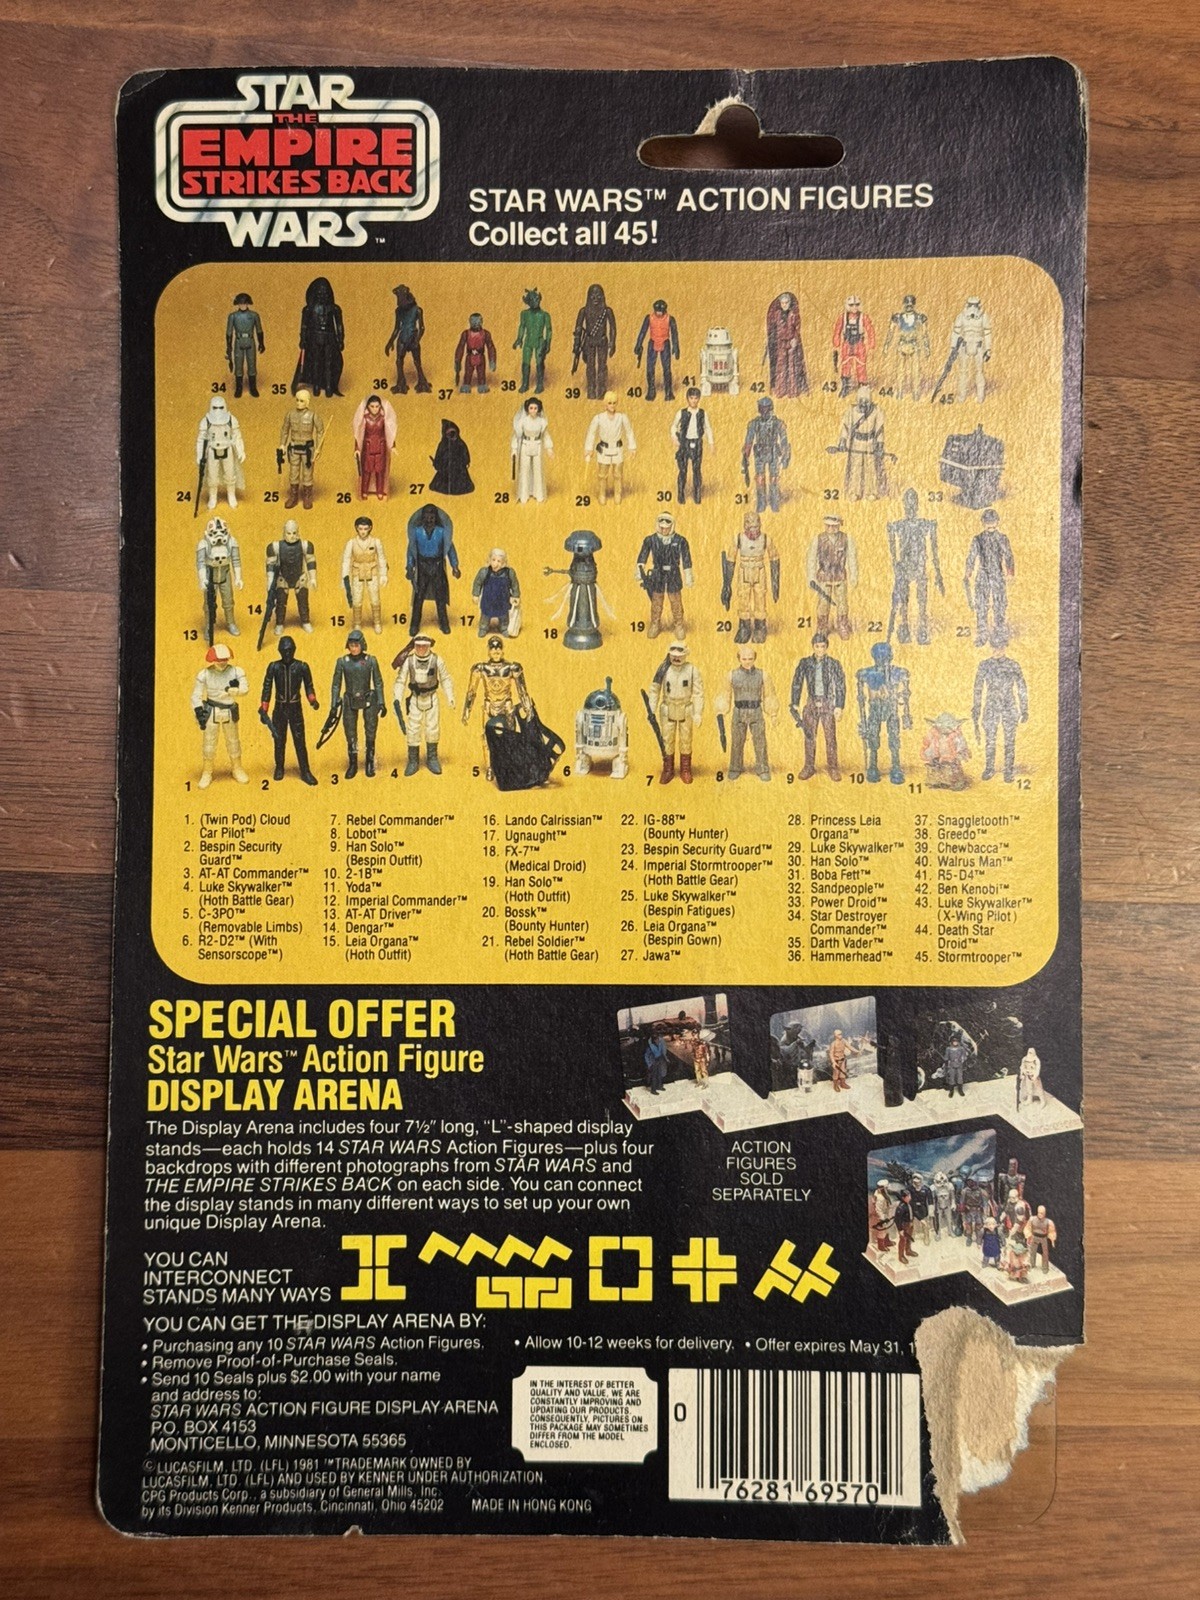 STAR
THE
EMPIRE
STRIKES BACK
WARS™
STAR WARS™ ACTION FIGURES
Collect all 45!
34 35 36 37 38 39 40 41 42 43 44 45
24 25 26 27 28 29 30 31 32 33
13 14 15 16 17 18 19 20 21 22 23
1 2 3 4 5 6 7 8 9 10 11 12
1. (Twin Pod) Cloud
Car Pilot™
2. Bespin Security
Guard™
3. AT-AT Commander™
4. Luke Skywalker™
(Hoth Battle Gear)
5. C-3PO™
(Removable Limbs)
6. R2-D2™ (With
Sensorscope™)
7. Rebel Commander™
8. Lobot™
9. Han Solo™
(Bespin Outfit)
10. 2-1B™
11. Yoda™
12. Imperial Commander™
13. AT-AT Driver™
14. Dengar™
15. Leia Organa™
(Hoth Outfit)
16. Lando Calrissian™
17. Ugnaught™
18. FX-7™
(Medical Droid)
19. Han Solo™
(Hoth Outfit)
20. Bossk™
(Bounty Hunter)
21. Rebel Soldier™
(Hoth Battle Gear)
22. IG-88™
(Bounty Hunter)
23. Bespin Security Guard™
24. Imperial Stormtrooper™
(Hoth Battle Gear)
25. Luke Skywalker™
(Bespin Fatigues)
26. Leia Organa™
(Bespin Gown)
27. Jawa™
28. Princess Leia
Organa™
29. Luke Skywalker™
30. Han Solo™
31. Boba Fett™
32. Sandpeople™
33. Power Droid™
34. Star Destroyer
Commander™
35. Darth Vader™
36. Hammerhead™
37. Snaggletooth™
38. Greedo™
39. Chewbacca™
40. Walrus Man™
41. R5-D4™
42. Ben Kenobi™
43. Luke Skywalker™
(X-Wing Pilot)
44. Death Star
Droid™
45. Stormtrooper™
SPECIAL OFFER
Star Wars™ Action Figure
DISPLAY ARENA
The Display Arena includes four 7½" long, "L"-shaped display
stands—each holds 14 STAR WARS Action Figures—plus four
backdrops with different photographs from STAR WARS and
THE EMPIRE STRIKES BACK on each side. You can connect
the display stands in many different ways to set up your own
unique Display Arena.
ACTION
FIGURES
SOLD
SEPARATELY
YOU CAN
INTERCONNECT
STANDS MANY WAYS
YOU CAN GET THE DISPLAY ARENA BY:
• Purchasing any 10 STAR WARS Action Figures.
• Remove Proof-of-Purchase Seals.
• Send 10 Seals plus $2.00 with your name
and address to:
STAR WARS ACTION FIGURE DISPLAY ARENA
P.O. BOX 4153
MONTICELLO, MINNESOTA 55365
• Allow 10-12 weeks for delivery. • Offer expires May 31, 1
IN THE INTEREST OF BETTER
QUALITY AND VALUE, WE ARE
CONSTANTLY IMPROVING AND
UPDATING OUR PRODUCTS.
CONSEQUENTLY, PICTURES ON
THIS PACKAGE MAY SOMETIMES
DIFFER FROM THE MODEL
ENCLOSED.
0 76281 69570
© LUCASFILM, LTD. (LFL) 1981 ™TRADEMARK OWNED BY
LUCASFILM, LTD. (LFL) AND USED BY KENNER UNDER AUTHORIZATION.
CPG Products Corp., a subsidiary of General Mills, Inc.
by its Division Kenner Products, Cincinnati, Ohio 45202
MADE IN HONG KONG